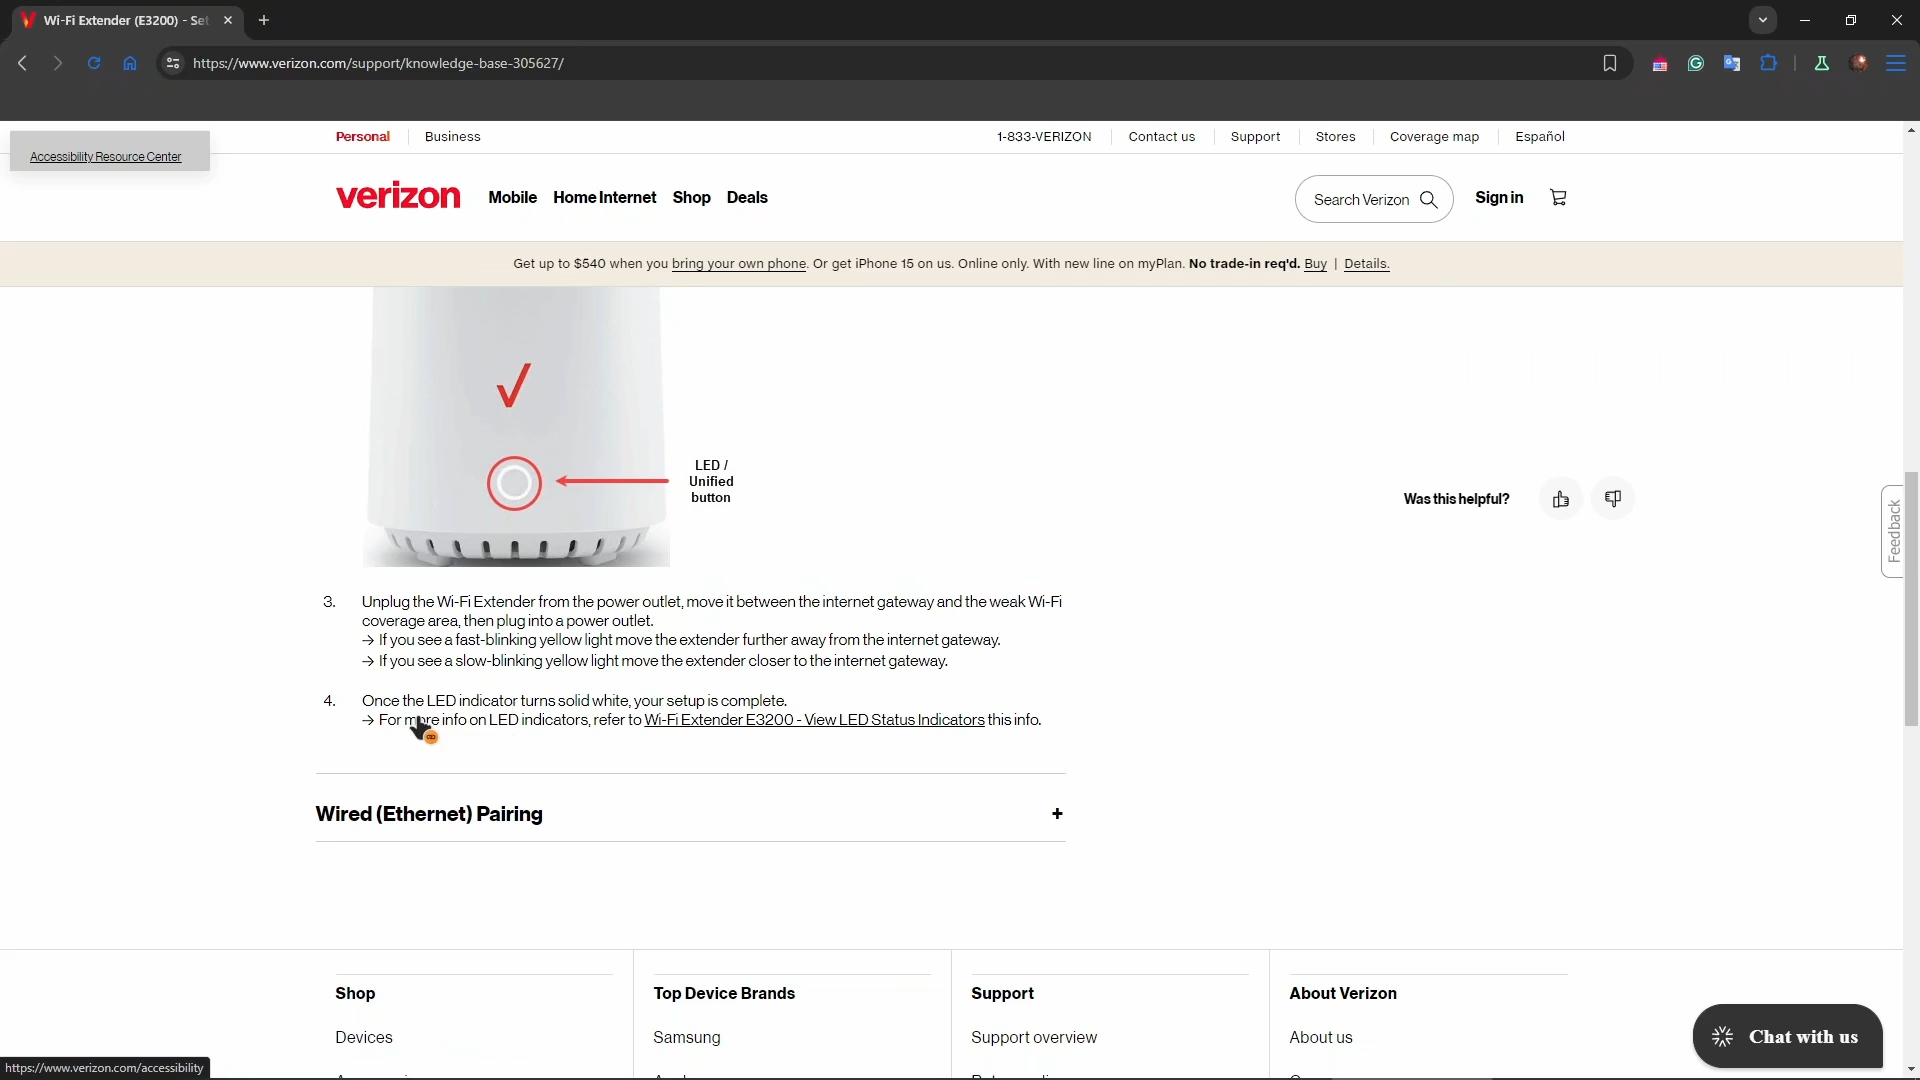 Wi-Fi Extender (E3200) - Set
https://www.verizon.com/support/knowledge-base-305627/
Personal
Business
1-833-VERIZON
Contact us
Support
Stores
Coverage map
Español
Accessibility Resource Center
verizon
Mobile
Home Internet
Shop
Deals
Search Verizon
Sign in
Get up to $540 when you bring your own phone. Or get iPhone 15 on us. Online only. With new line on myPlan. No trade-in req'd. Buy | Details.
LED /
Unified
button
Was this helpful?
Feedback
3. Unplug the Wi-Fi Extender from the power outlet, move it between the internet gateway and the weak Wi-Fi
coverage area, then plug into a power outlet.
→ If you see a fast-blinking yellow light move the extender further away from the internet gateway.
→ If you see a slow-blinking yellow light move the extender closer to the internet gateway.
4. Once the LED indicator turns solid white, your setup is complete.
→ For more info on LED indicators, refer to Wi-Fi Extender E3200 - View LED Status Indicators this info.
Wired (Ethernet) Pairing +
Shop
Top Device Brands
Support
About Verizon
Devices
Samsung
Support overview
About us
Chat with us
https://www.verizon.com/accessibility